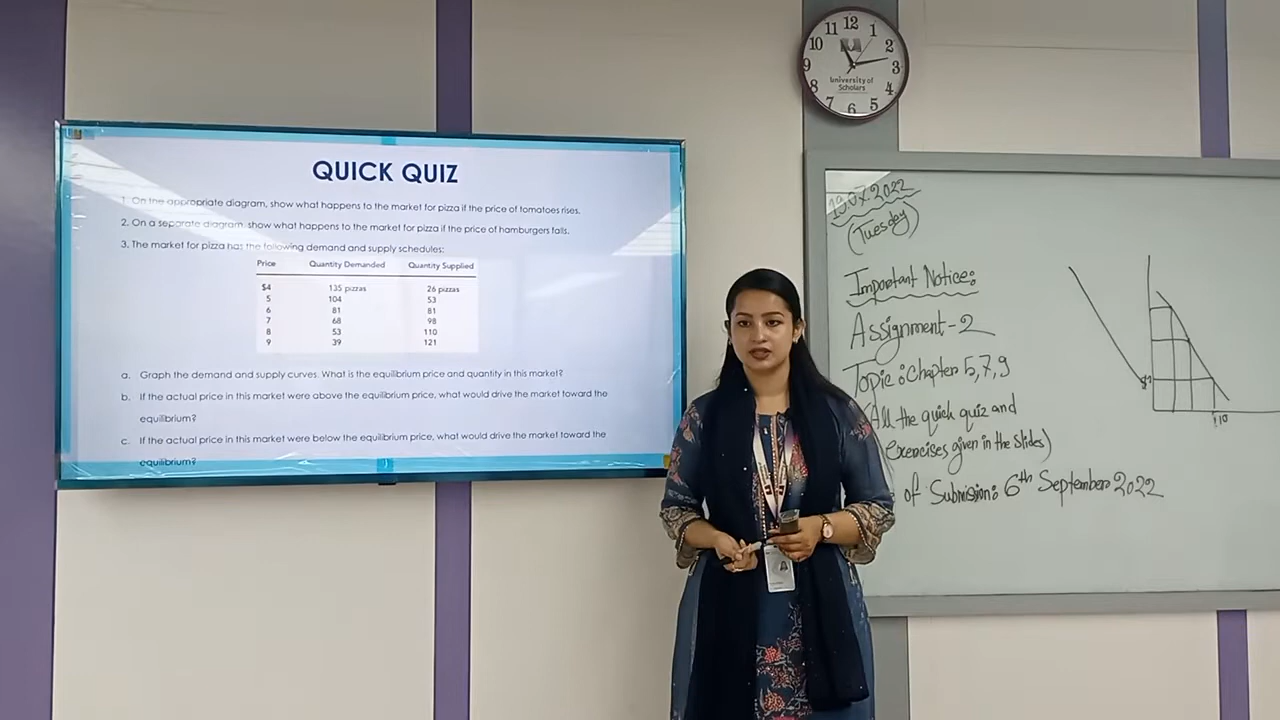 QUICK QUIZ
1. On the appropriate diagram, show what happens to the market for pizza if the price of tomatoes rises.
2. On a separate diagram, show what happens to the market for pizza if the price of hamburgers falls.
3. The market for pizza has the following demand and supply schedules:
Price Quantity Demanded Quantity Supplied
$4 135 pizzas 26 pizzas
5 104 53
6 81 81
7 68 98
8 53 110
9 39 121
a. Graph the demand and supply curves. What is the equilibrium price and quantity in this market?
b. If the actual price in this market were above the equilibrium price, what would drive the market toward the
equilibrium?
c. If the actual price in this market were below the equilibrium price, what would drive the market toward the
equilibrium?
12 1 2 3 4 5 6 7 8 9 10 11
University of
Scholars
19.07.2022
(Tuesday)
Important Notice:
Assignment-2
Topic: Chapter 5,7,9
(All the quick quiz and
exercises given in the slides)
of Submission: 6th September 2022